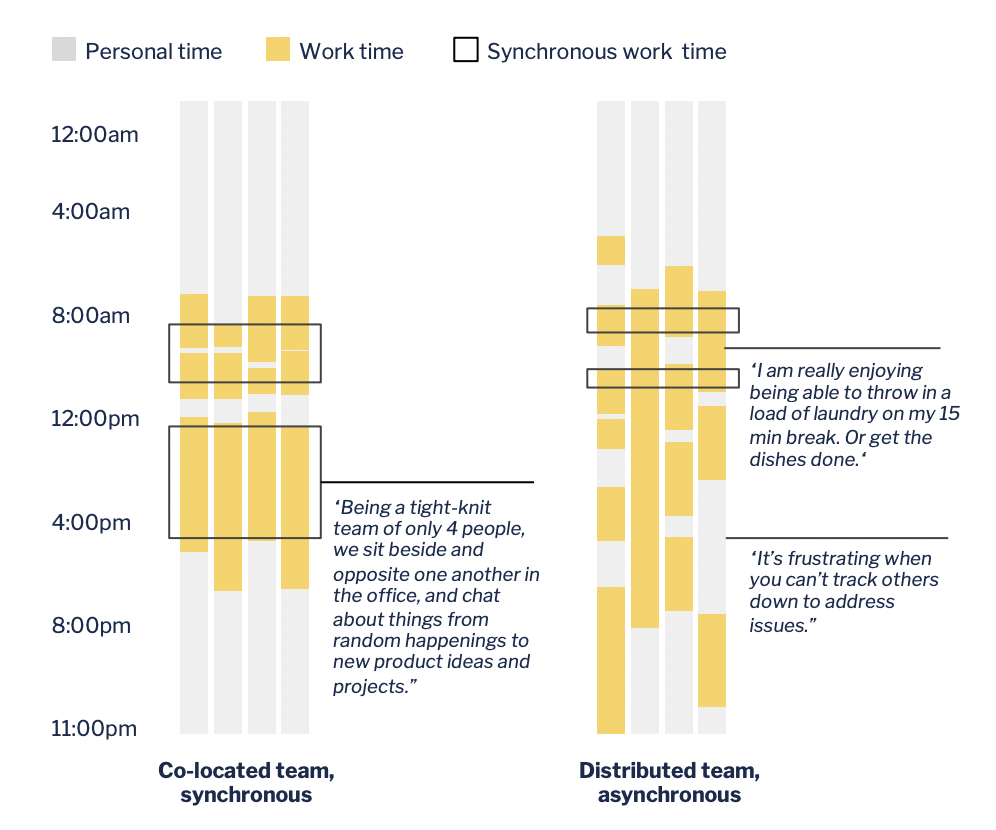 Personal time
Work time
Synchronous work  time
12:00am
4:00am
8:00am
12:00pm
4:00pm
8:00pm
11:00pm
‘Being a tight-knit
team of only 4 people,
we sit beside and
opposite one another in
the office, and chat
about things from
random happenings to
new product ideas and
projects.”
‘I am really enjoying
being able to throw in a
load of laundry on my 15
min break. Or get the
dishes done.‘
‘It’s frustrating when
you can’t track others
down to address
issues.”
Co-located team,
synchronous
Distributed team,
asynchronous